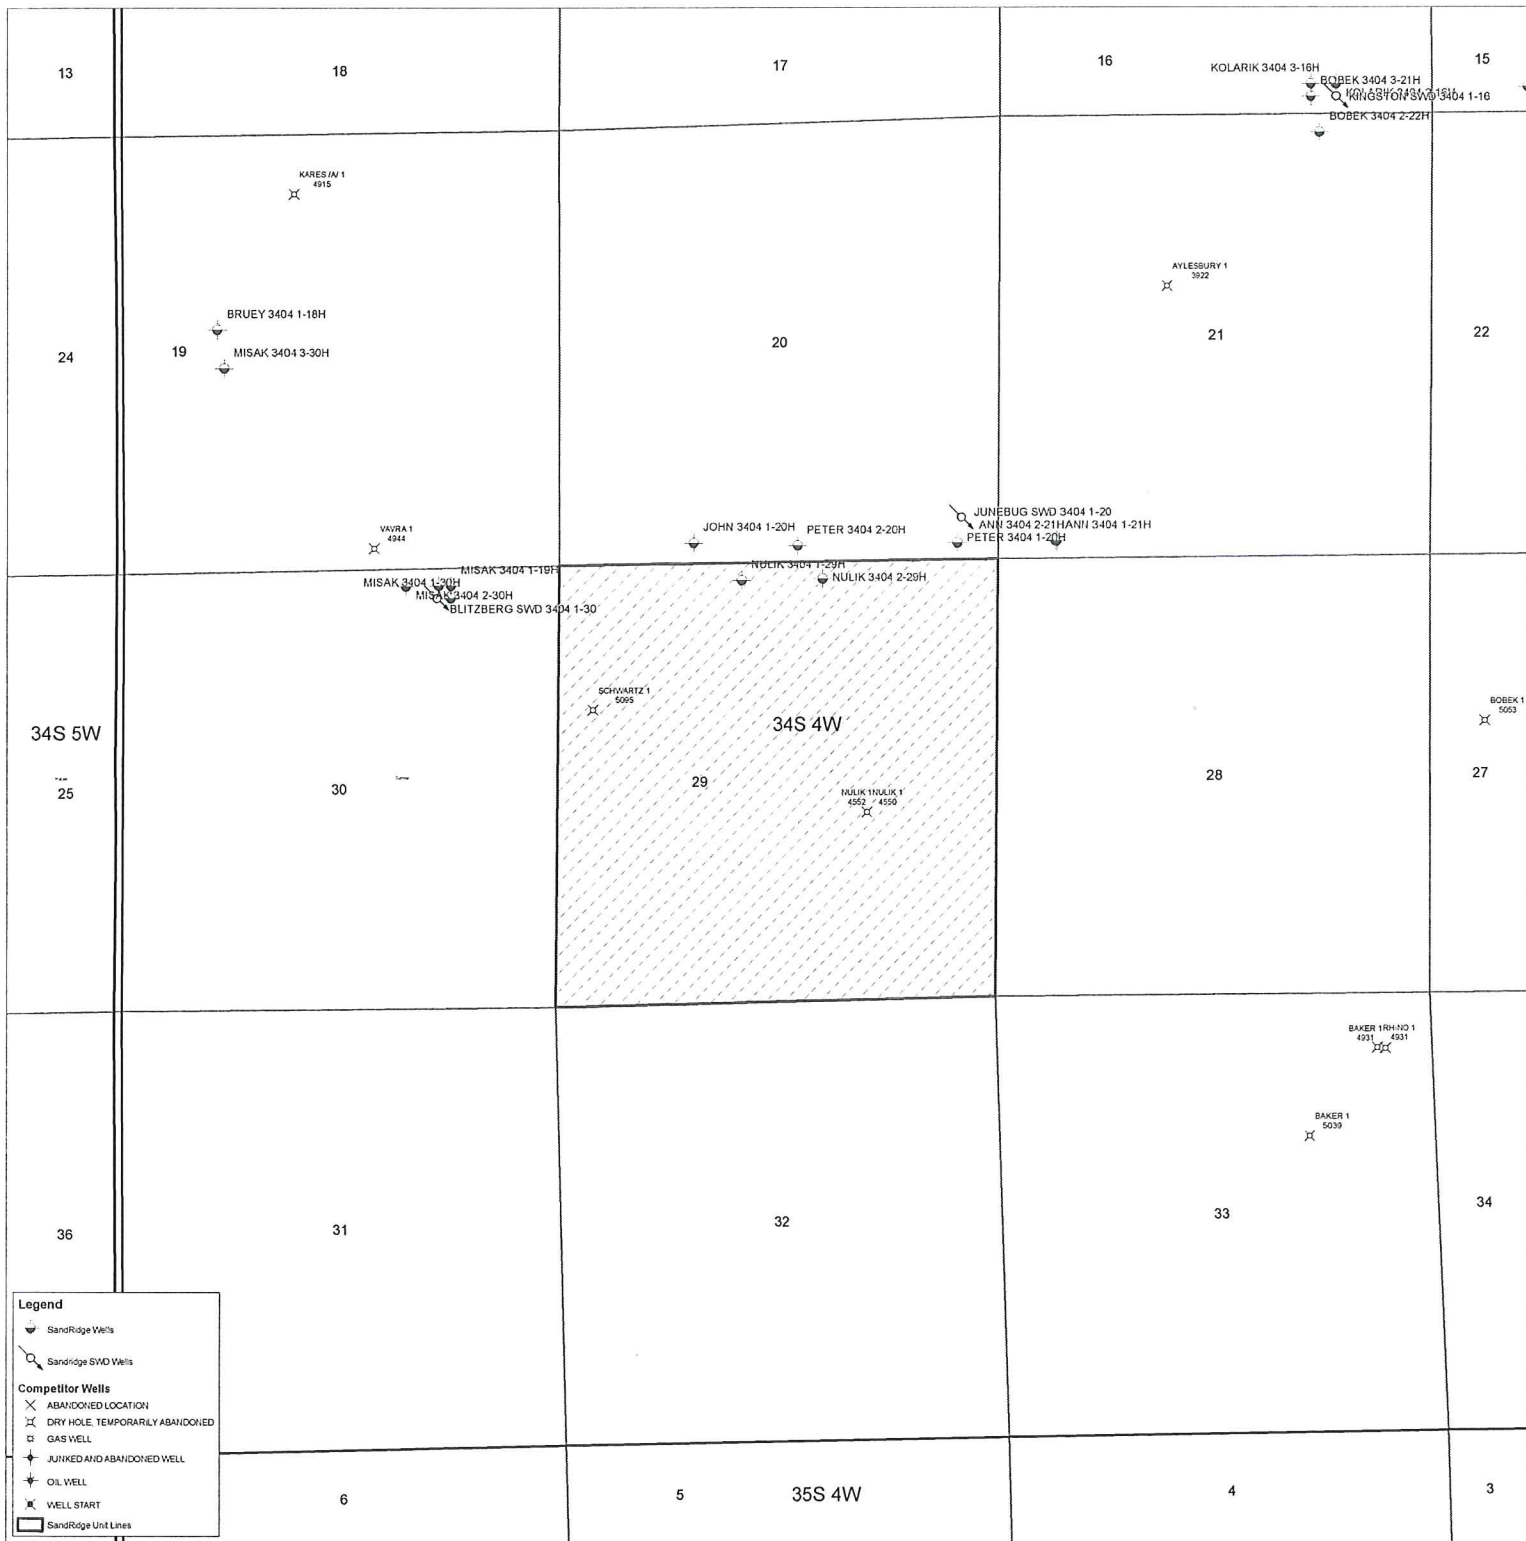 13
18
17
16
15
KOLARIK 3404 3-16H
BOBEK 3404 3-21H
KINGSTON SWD 3404 1-16
BOBEK 3404 2-22H
KARES /A/ 1
4915
AYLESBURY 1
3922
BRUEY 3404 1-18H
MISAK 3404 3-30H
24
19
20
21
22
VAVRA 1
4944
JOHN 3404 1-20H
PETER 3404 2-20H
JUNEBUG SWD 3404 1-20
ANN 3404 2-21HANN 3404 1-21H
PETER 3404 1-20H
MISAK 3404 1-19H
MISAK 3404 1-30H
MISAK 3404 2-30H
BLITZBERG SWD 3404 1-30
NULIK 3404 1-29H
NULIK 3404 2-29H
SCHWARTZ 1
5095
BOBEK 1
5053
34S 5W
34S 4W
25
30
29
28
27
NULIK 1NULIK 1
4552 4550
BAKER 1RHINO 1
4931 4931
BAKER 1
5039
36
31
32
33
34
Legend
SandRidge Wells
Sandridge SWD Wells
Competitor Wells
ABANDONED LOCATION
DRY HOLE, TEMPORARILY ABANDONED
GAS WELL
JUNKED AND ABANDONED WELL
OIL WELL
WELL START
SandRidge Unit Lines
6
5
35S 4W
4
3